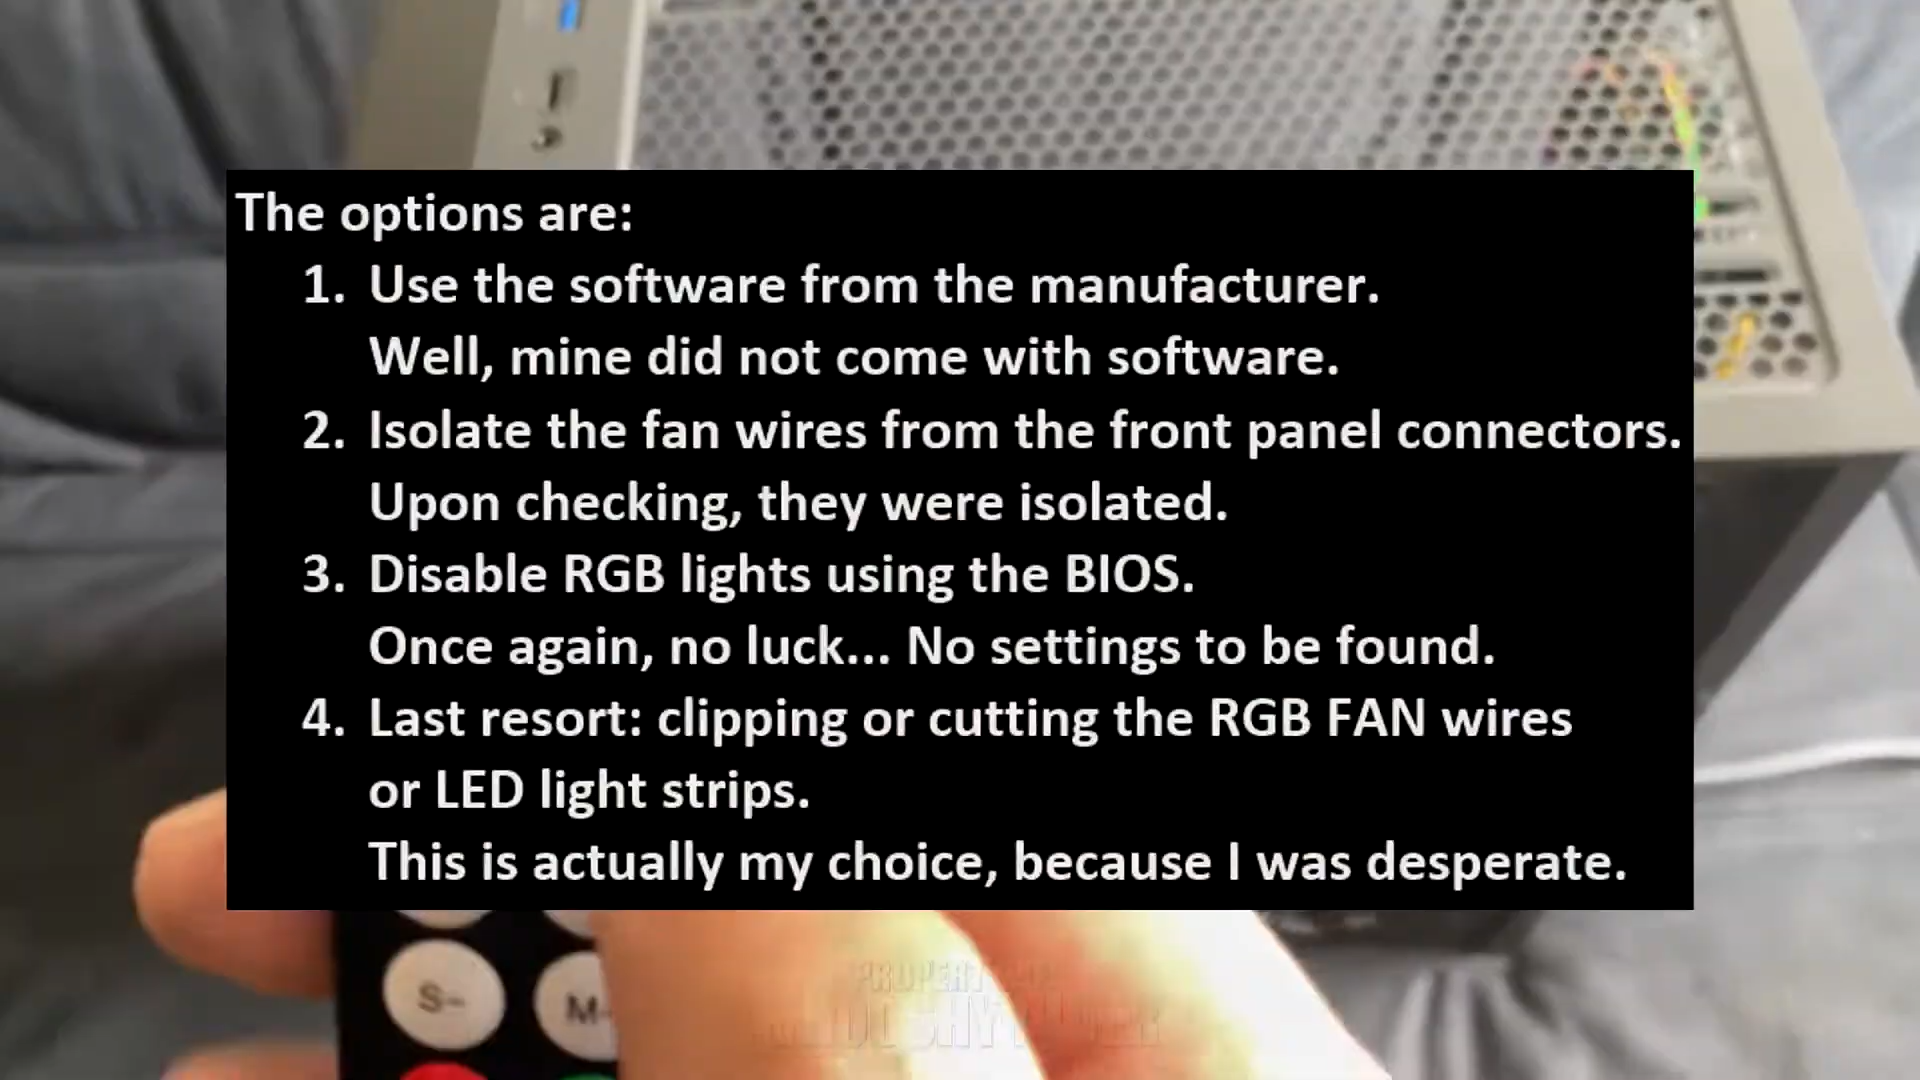 The options are:
1. Use the software from the manufacturer.
Well, mine did not come with software.
2. Isolate the fan wires from the front panel connectors.
Upon checking, they were isolated.
3. Disable RGB lights using the BIOS.
Once again, no luck... No settings to be found.
4. Last resort: clipping or cutting the RGB FAN wires
or LED light strips.
This is actually my choice, because I was desperate.
S-
M-